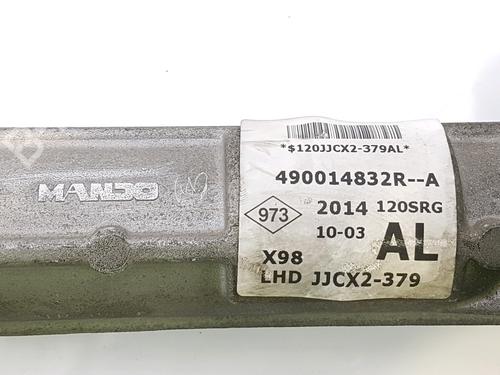 MANDO
*$120JJCX2-379AL*
490014832R--A
973
2014 120SRG
10-03
AL
X98
LHD JJCX2-379